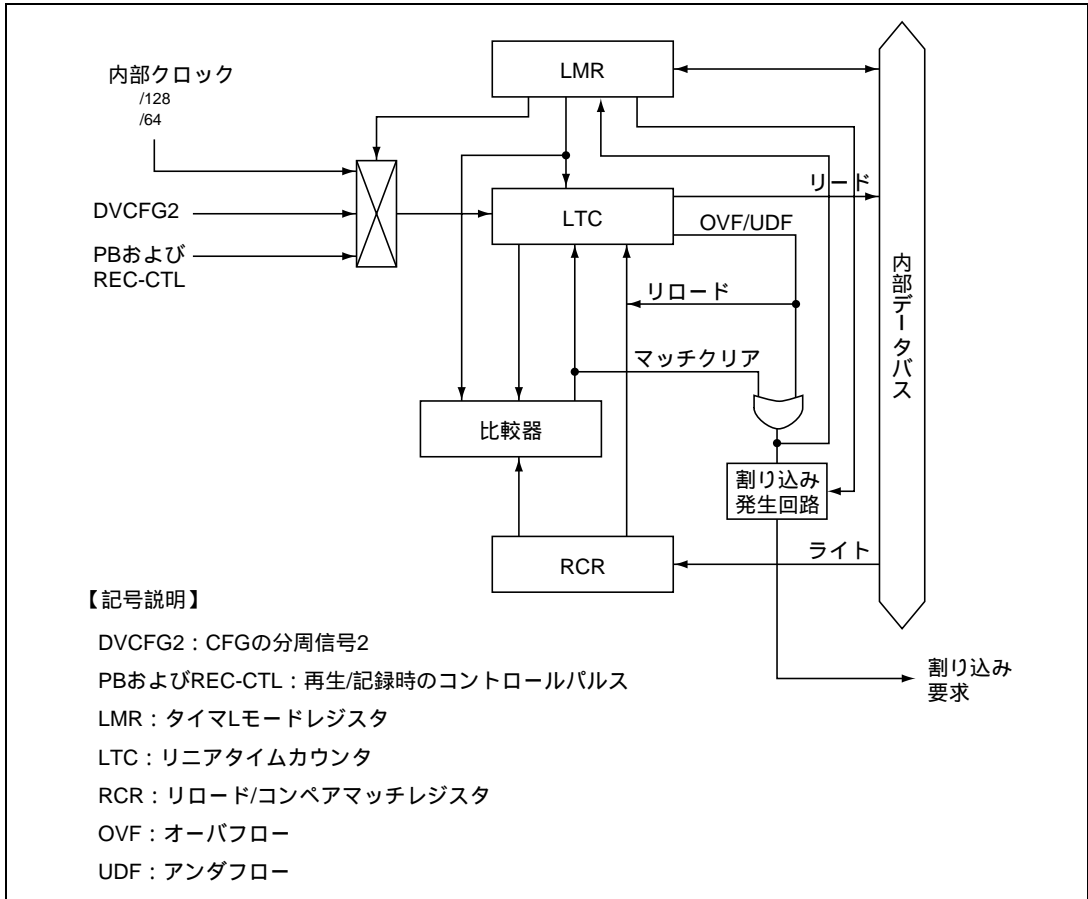 内部クロック
/128
/64
DVCFG2
PBおよび
REC-CTL
LMR
リード
LTC
OVF/UDF
リロード
マッチクリア
比較器
割り込み
発生回路
RCR
ライト
内部データバス
割り込み
要求
【記号説明】
DVCFG2：CFGの分周信号2
PBおよびREC-CTL：再生/記録時のコントロールパルス
LMR：タイマLモードレジスタ
LTC：リニアタイムカウンタ
RCR：リロード/コンペアマッチレジスタ
OVF：オーバフロー
UDF：アンダフロー